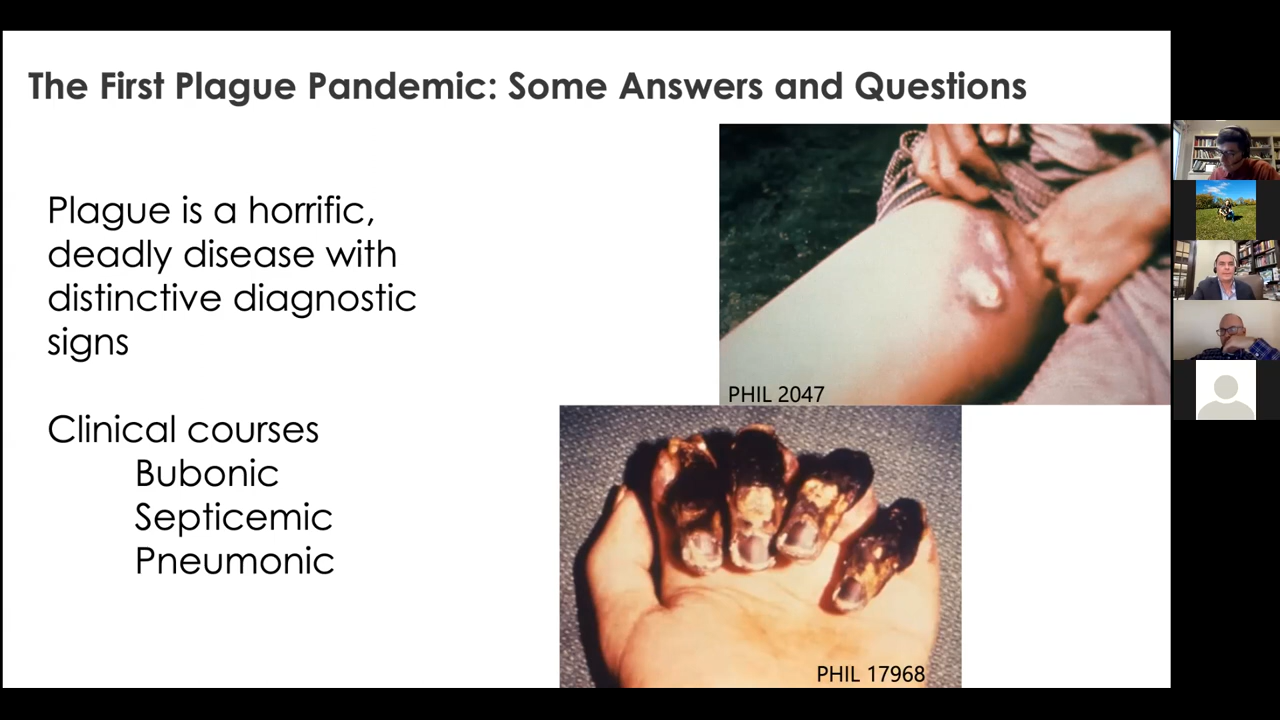 The First Plague Pandemic: Some Answers and Questions
Plague is a horrific,
deadly disease with
distinctive diagnostic
signs
Clinical courses
Bubonic
Septicemic
Pneumonic
PHIL 2047
PHIL 17968